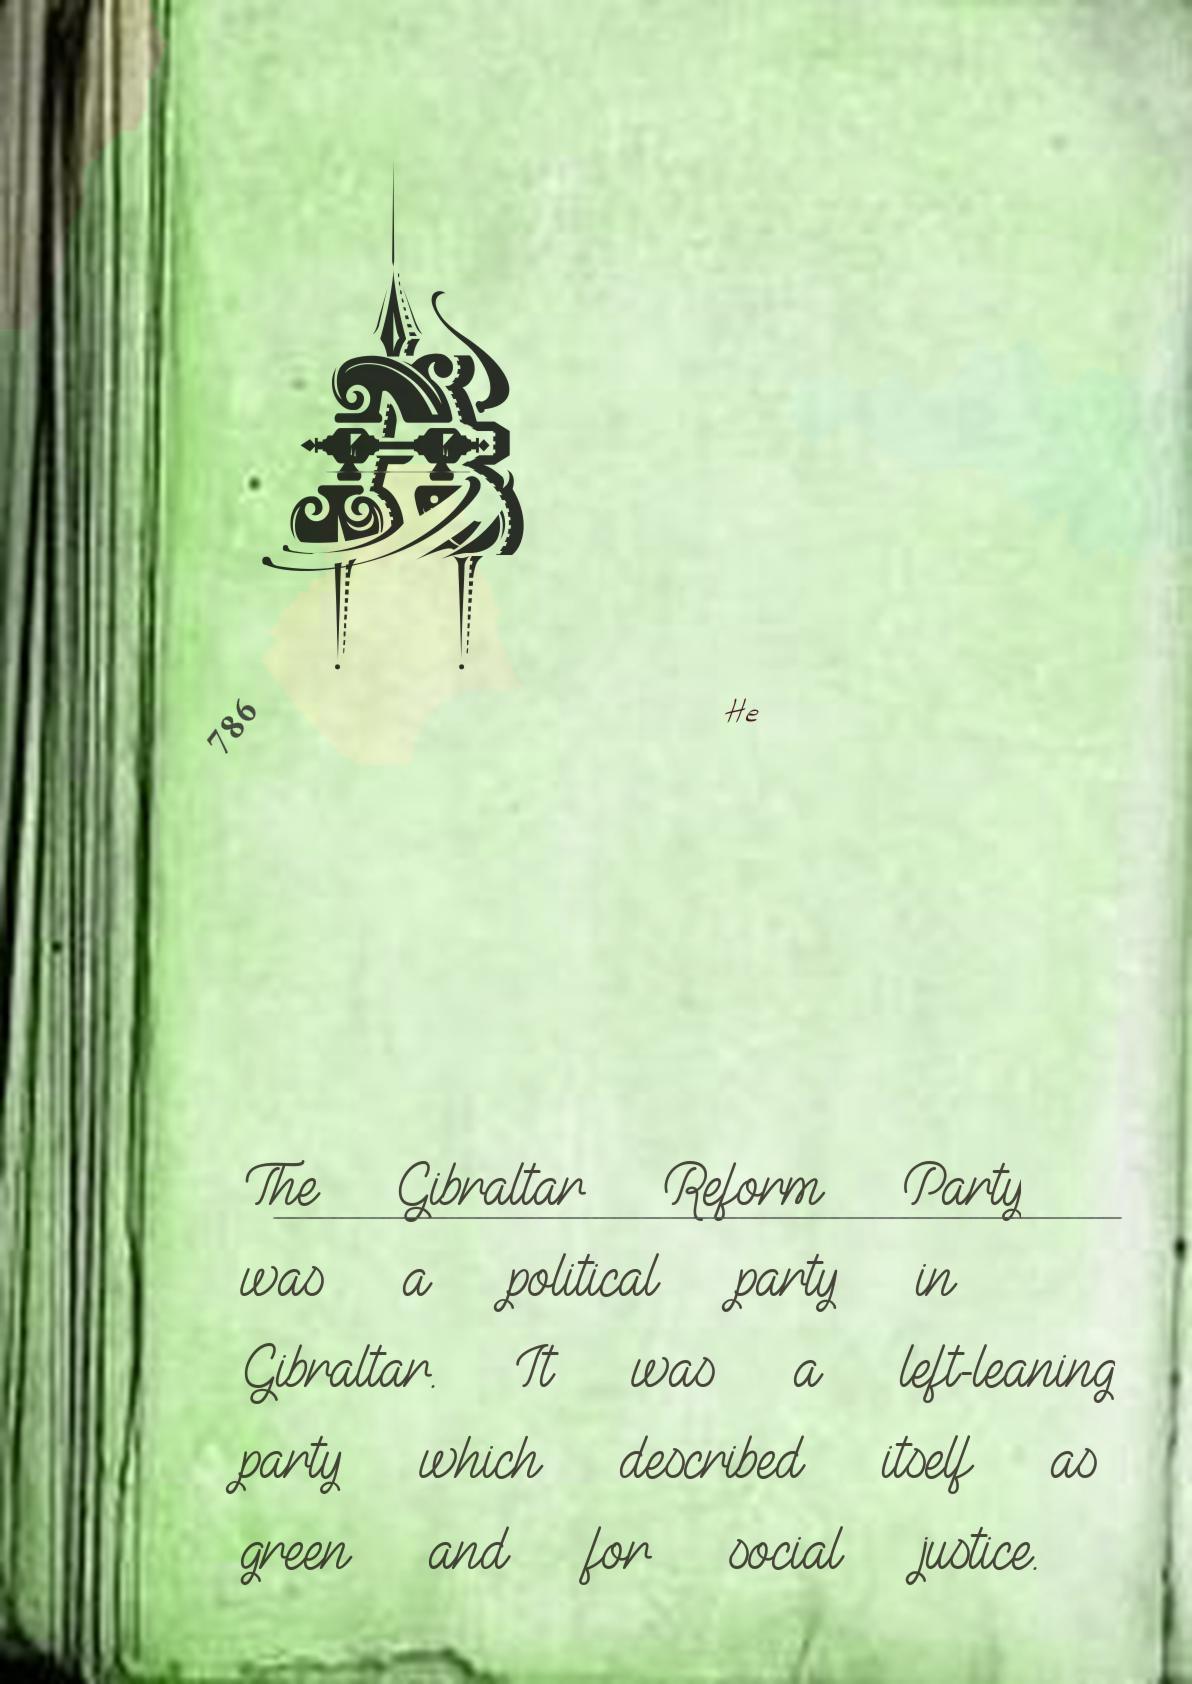 786
He
The Gibraltar Reform Party
was a political party in
Gibraltar. It was a left-leaning
party which described itself as
green and for social justice.